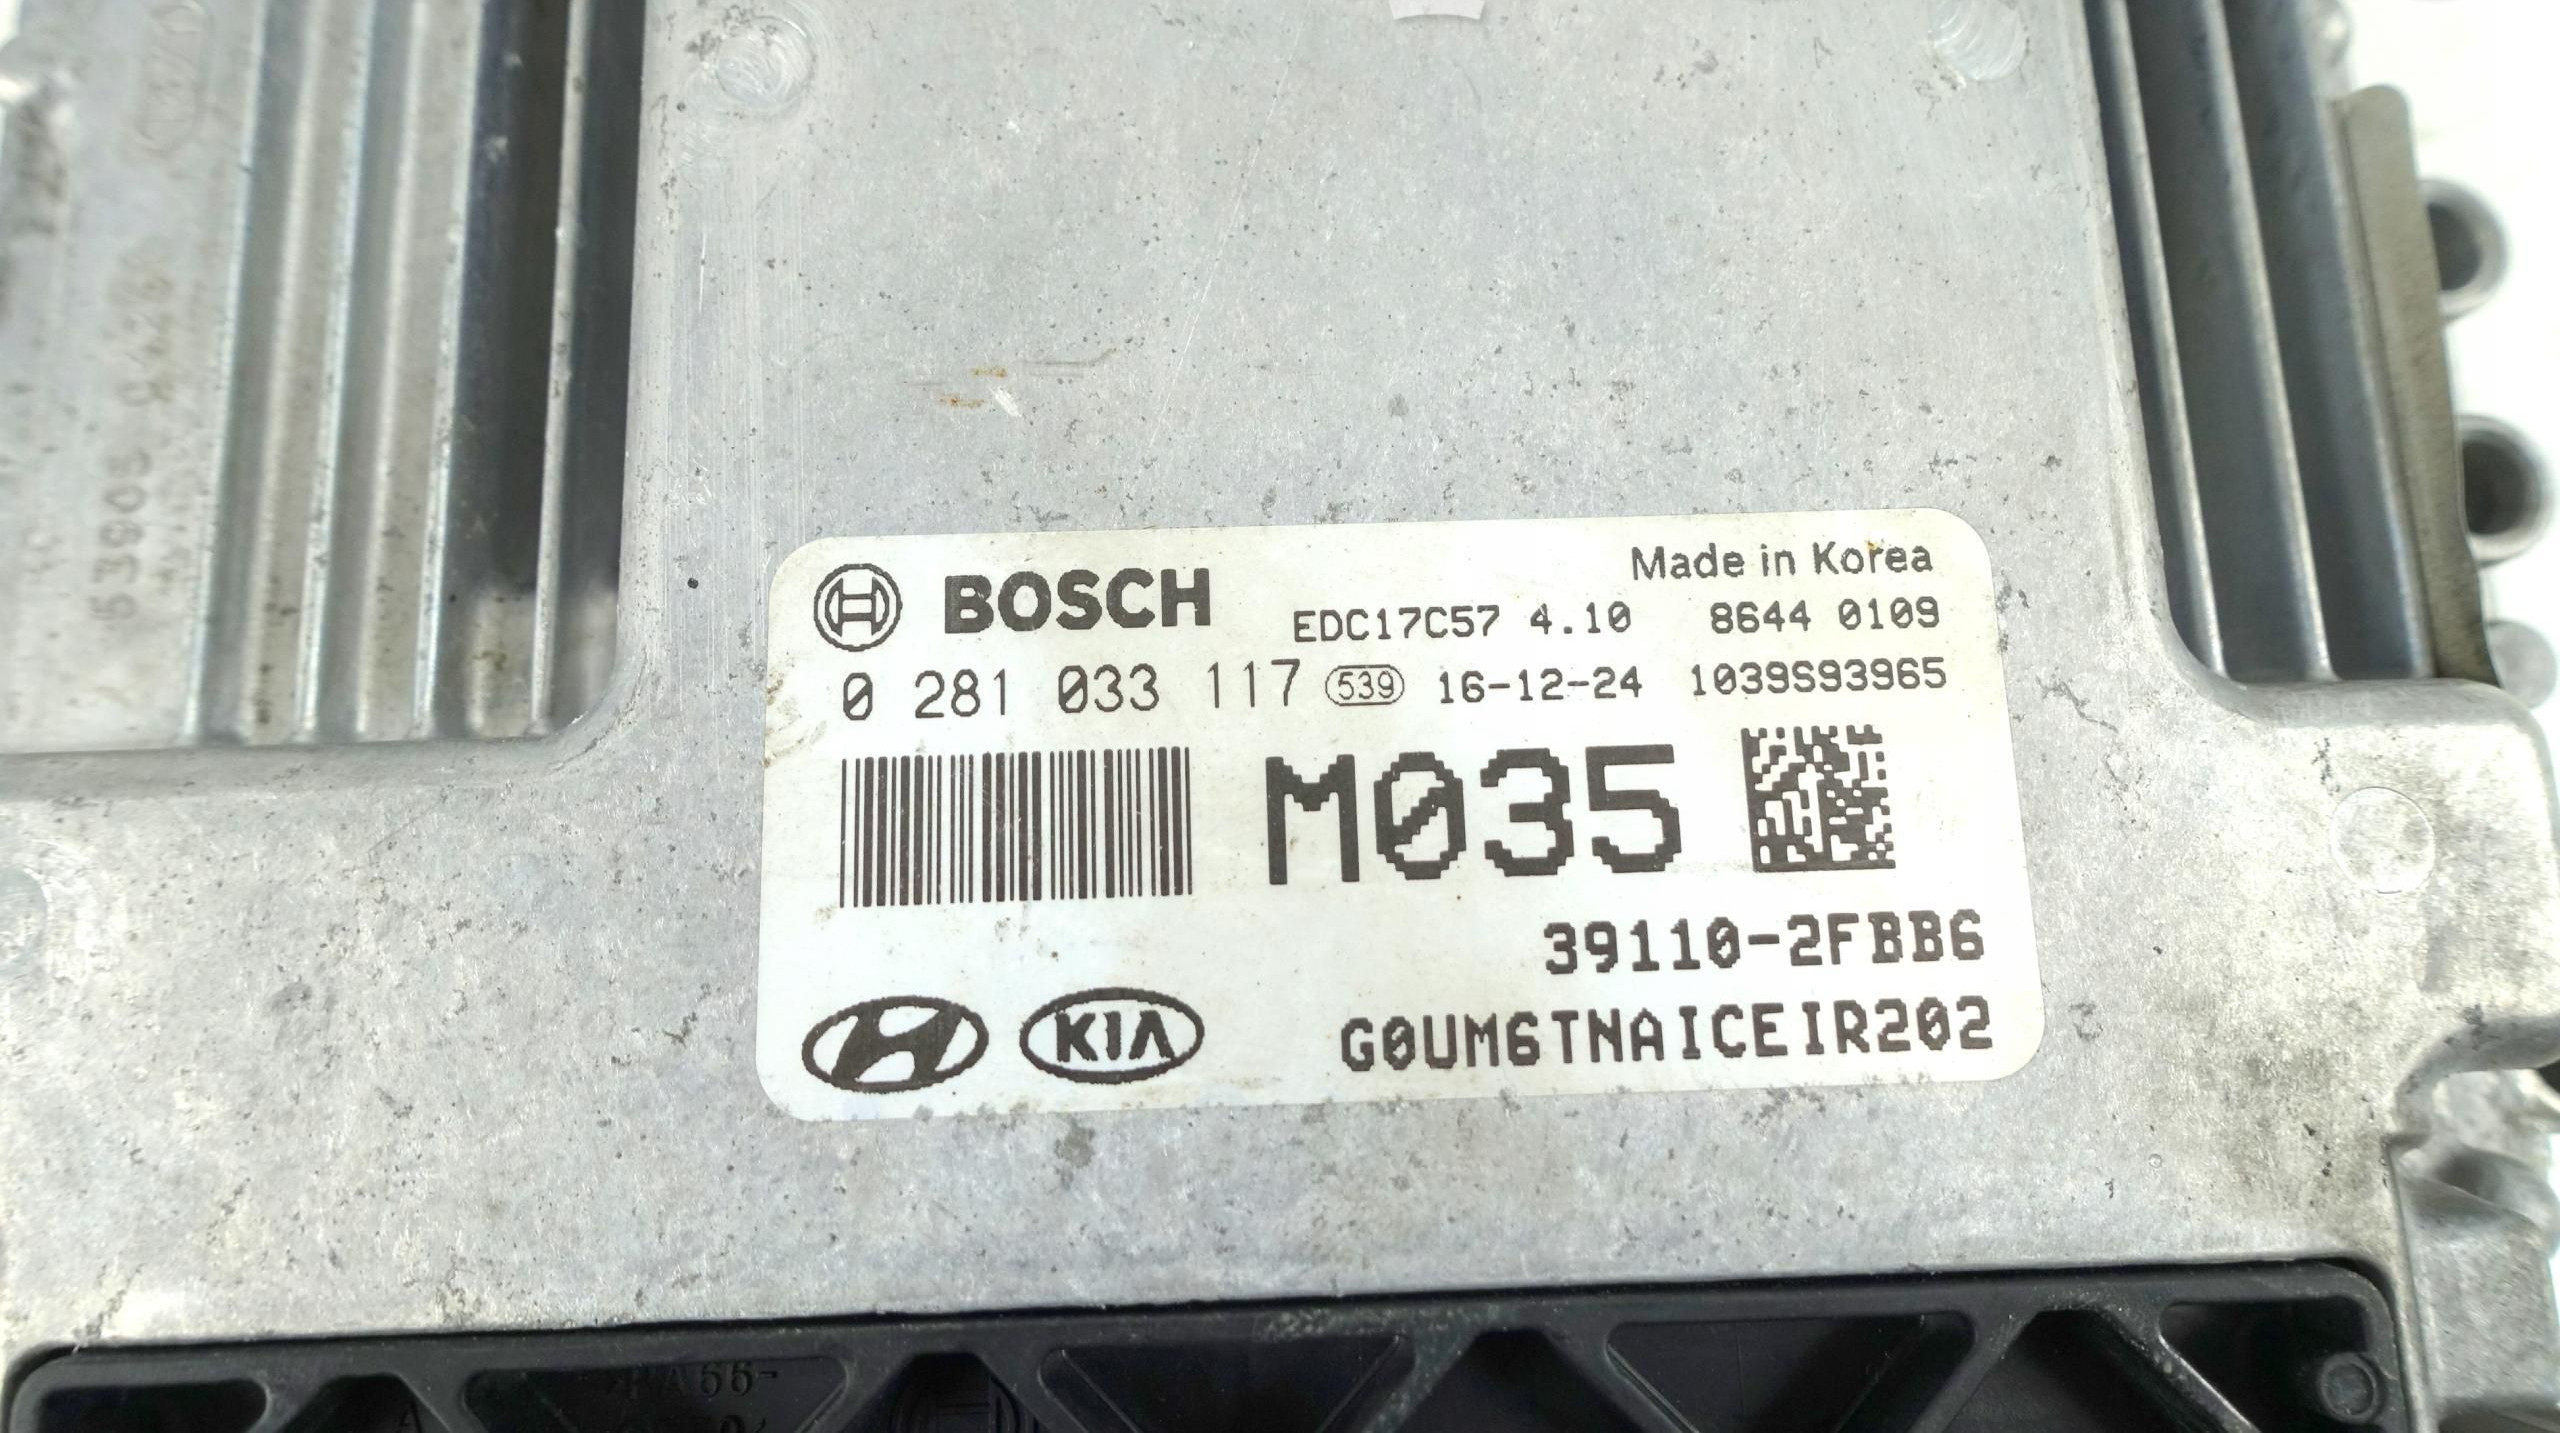 BOSCH
Made in Korea
EDC17C57 4.10 8644 0109
0 281 033 117 539 16-12-24 1039S93965
M035
39110-2FBB6
KIA
G0UM6TNAICEIR202